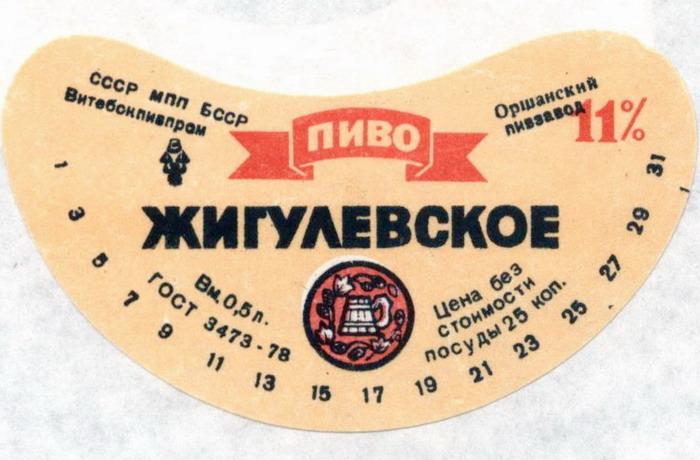 СССР МПП БССР
Витебскпивпром
ПИВО
Оршанский
пивзавод
11%
ЖИГУЛЕВСКОЕ
Вм. 0,5 л.
ГОСТ 3473-78
Цена без
стоимости
посуды 25 коп.
1 3 5 7 9 11 13 15 17 19 21 23 25 27 29 31